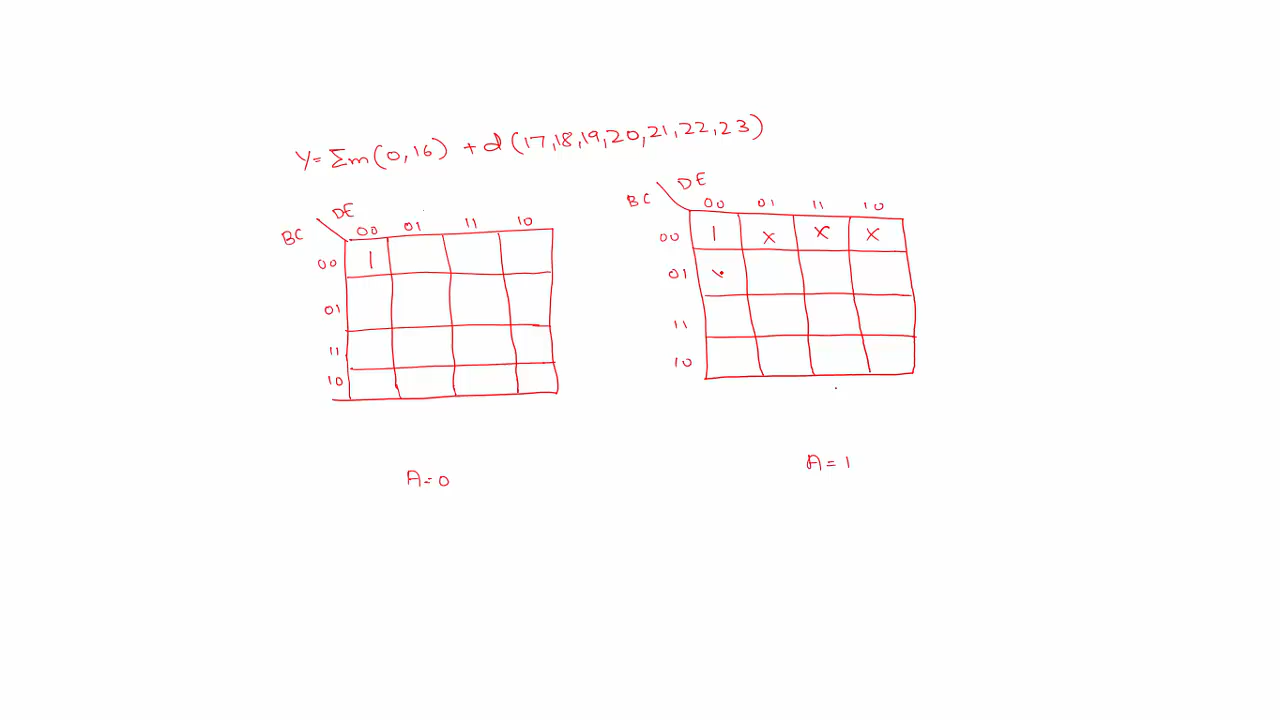 Y = Σm(0,16) + d(17,18,19,20,21,22,23)
BC DE
00 01 11 10
00 1
01
11
10
A = 0
BC DE
00 01 11 10
00 1 x x x
01 x
11
10
A = 1